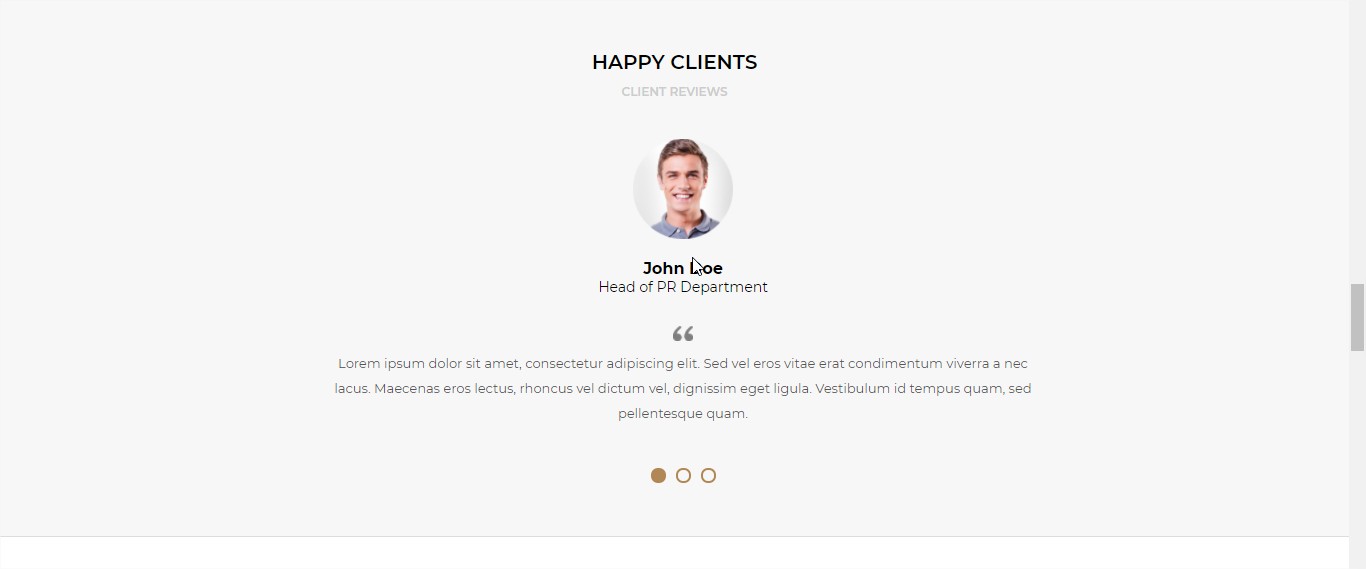 HAPPY CLIENTS
CLIENT REVIEWS
John Doe
Head of PR Department
“
Lorem ipsum dolor sit amet, consectetur adipiscing elit. Sed vel eros vitae erat condimentum viverra a nec
lacus. Maecenas eros lectus, rhoncus vel dictum vel, dignissim eget ligula. Vestibulum id tempus quam, sed
pellentesque quam.